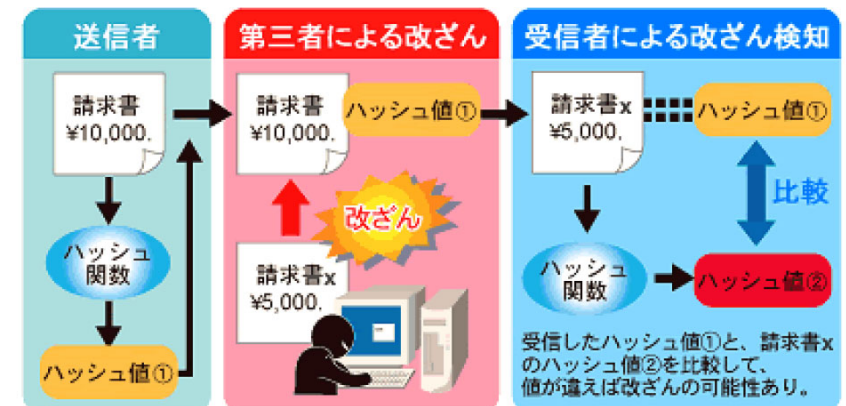 送信者
請求書
¥10,000.
ハッシュ
関数
ハッシュ値①
第三者による改ざん
請求書
¥10,000.
ハッシュ値①
改ざん
請求書x
¥5,000.
受信者による改ざん検知
請求書x
¥5,000.
ハッシュ値①
比較
ハッシュ
関数
ハッシュ値②
受信したハッシュ値①と、請求書x
のハッシュ値②を比較して、
値が違えば改ざんの可能性あり。